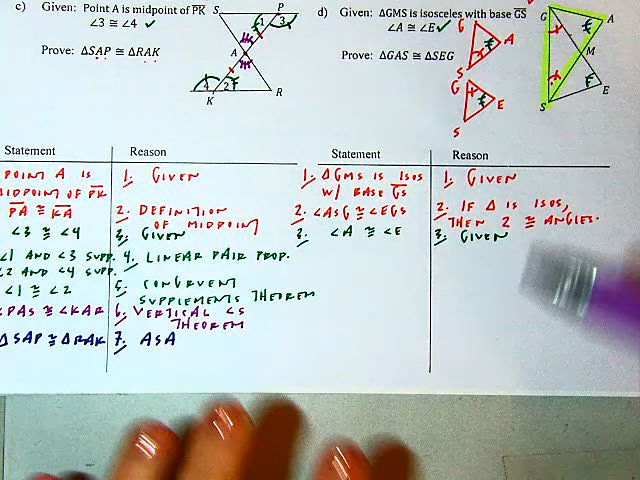 c) Given: Point A is midpoint of PK
∠3 ≅ ∠4 ✓
Prove: ΔSAP ≅ ΔRAK
S P
1 3
A
4 2
K R
d) Given: ΔGMS is isosceles with base GS
∠A ≅ ∠E ✓
Prove: ΔGAS ≅ ΔSEG
G
A
S
G
E
S
G A
M
E
S
Statement Reason
POINT A IS
MIDPOINT OF PK
1. GIVEN
PA ≅ KA
2. DEFINITION
OF MIDPOINT
∠3 ≅ ∠4 3. GIVEN
∠1 AND ∠3 SUPP.
∠2 AND ∠4 SUPP.
4. LINEAR PAIR PROP.
∠1 ≅ ∠2
5. CONGRUENT
SUPPLEMENTS THEOREM
∠PAS ≅ ∠KAR 6. VERTICAL ∠S
THEOREM
ΔSAP ≅ ΔRAK 7. ASA
Statement Reason
1. ΔGMS IS ISOS
W/ BASE GS
1. GIVEN
2. ∠ASG ≅ ∠EGS
2. IF Δ IS ISOS,
THEN 2 ≅ ANGLES.
3. ∠A ≅ ∠E 3. GIVEN